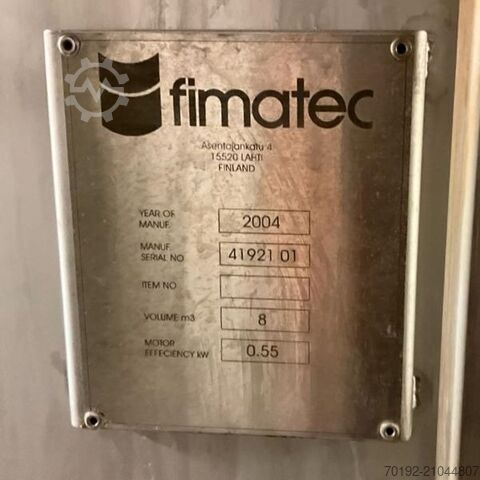 fimatec
Asentajankatu 4
15520 LAHTI
FINLAND
YEAR OF
MANUF. 2004
MANUF.
SERIAL NO 41921 01
ITEM NO
VOLUME m3 8
MOTOR
EFFECIENCY kW 0.55
70192-21044807